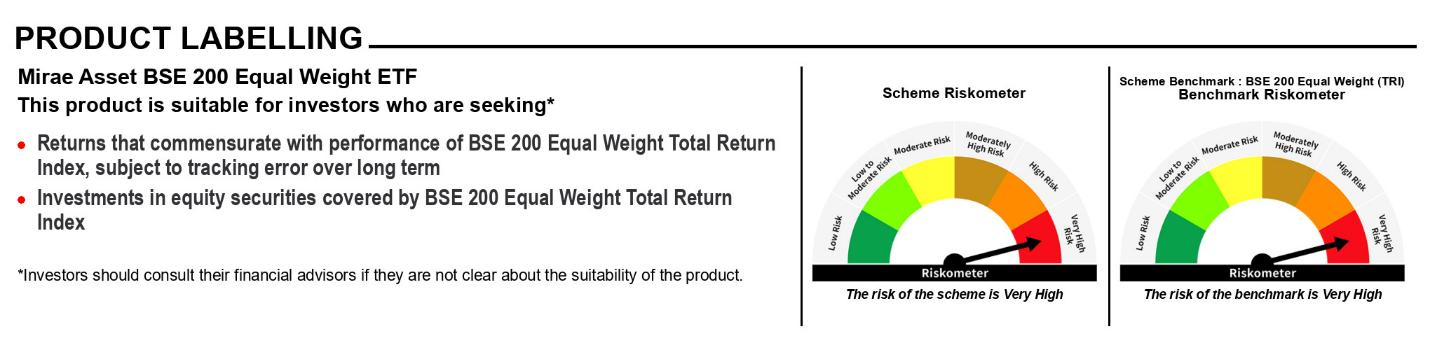 PRODUCT LABELLING
Mirae Asset BSE 200 Equal Weight ETF
This product is suitable for investors who are seeking*
• Returns that commensurate with performance of BSE 200 Equal Weight Total Return
Index, subject to tracking error over long term
• Investments in equity securities covered by BSE 200 Equal Weight Total Return
Index
*Investors should consult their financial advisors if they are not clear about the suitability of the product.
Scheme Riskometer
Low Risk
Low to
Moderate Risk
Moderate Risk
Moderately
High Risk
High Risk
Very High
Risk
Riskometer
The risk of the scheme is Very High
Scheme Benchmark : BSE 200 Equal Weight (TRI)
Benchmark Riskometer
Low Risk
Low to
Moderate Risk
Moderate Risk
Moderately
High Risk
High Risk
Very High
Risk
Riskometer
The risk of the benchmark is Very High